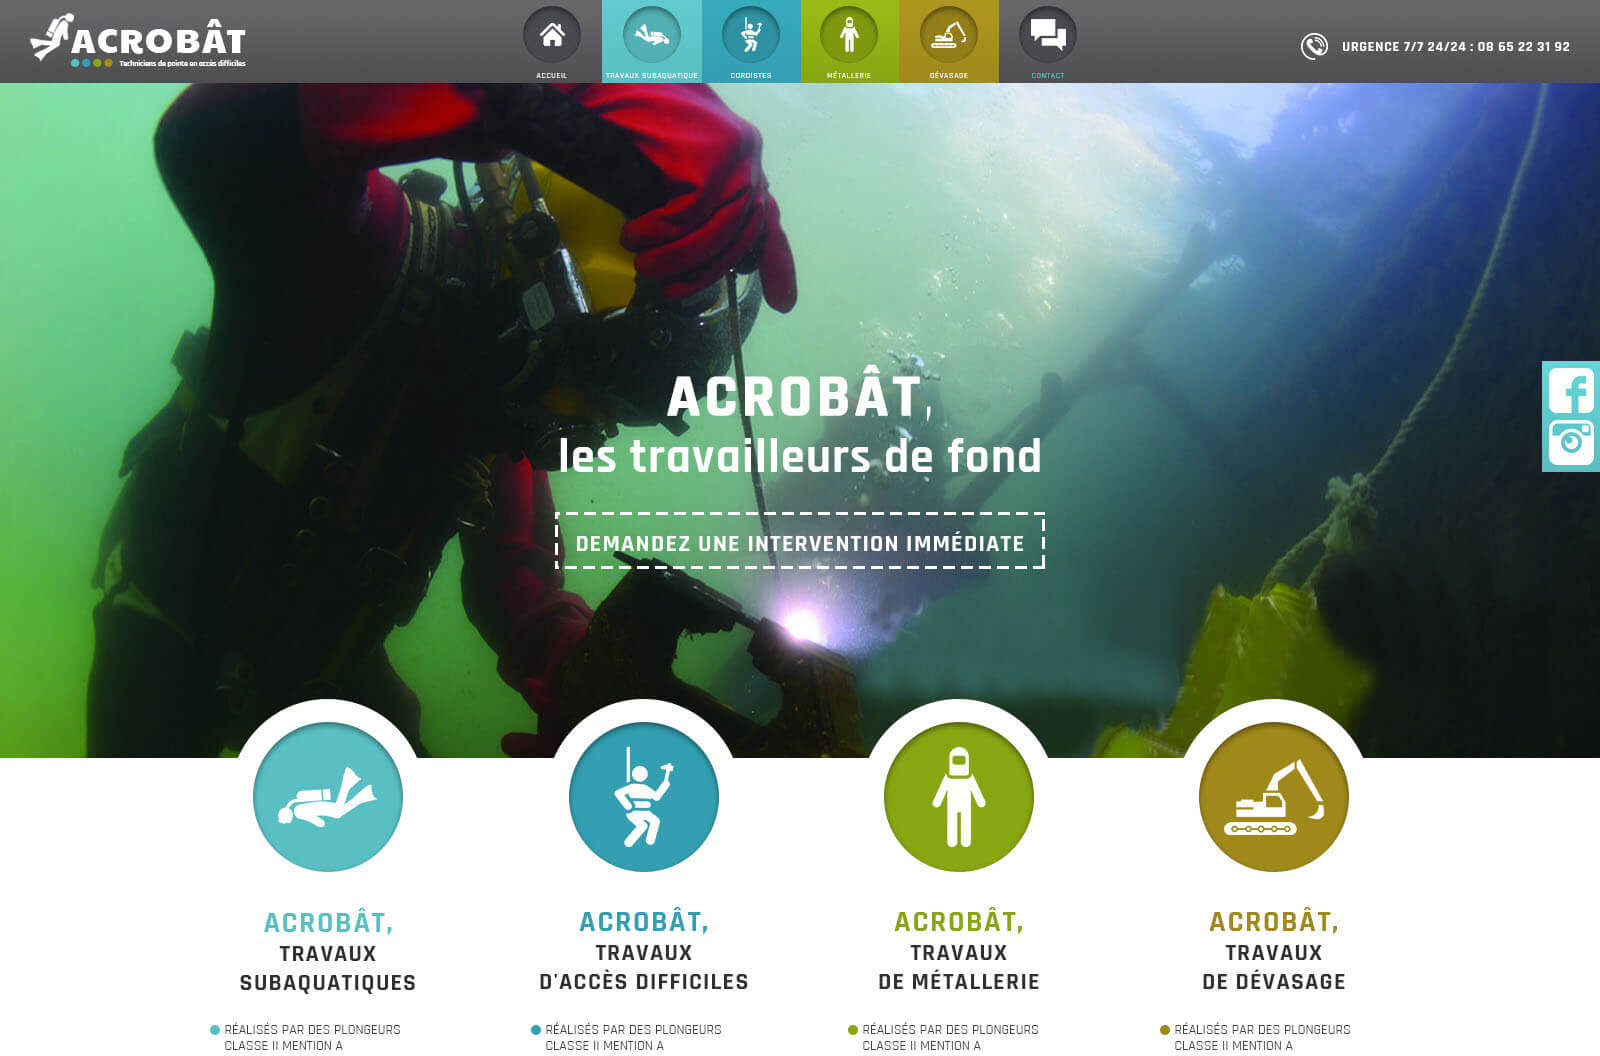 ACROBÂT
Techniciens de pointe en accès difficiles
ACCUEIL
TRAVAUX SUBAQUATIQUE
CORDISTES
MÉTALLERIE
DÉVASAGE
CONTACT
URGENCE 7/7 24/24 : 08 65 22 31 92
ACROBÂT,
les travailleurs de fond
DEMANDEZ UNE INTERVENTION IMMÉDIATE
ACROBÂT,
TRAVAUX
SUBAQUATIQUES
RÉALISÉS PAR DES PLONGEURS
CLASSE II MENTION A
ACROBÂT,
TRAVAUX
D'ACCÈS DIFFICILES
RÉALISÉS PAR DES PLONGEURS
CLASSE II MENTION A
ACROBÂT,
TRAVAUX
DE MÉTALLERIE
RÉALISÉS PAR DES PLONGEURS
CLASSE II MENTION A
ACROBÂT,
TRAVAUX
DE DÉVASAGE
RÉALISÉS PAR DES PLONGEURS
CLASSE II MENTION A